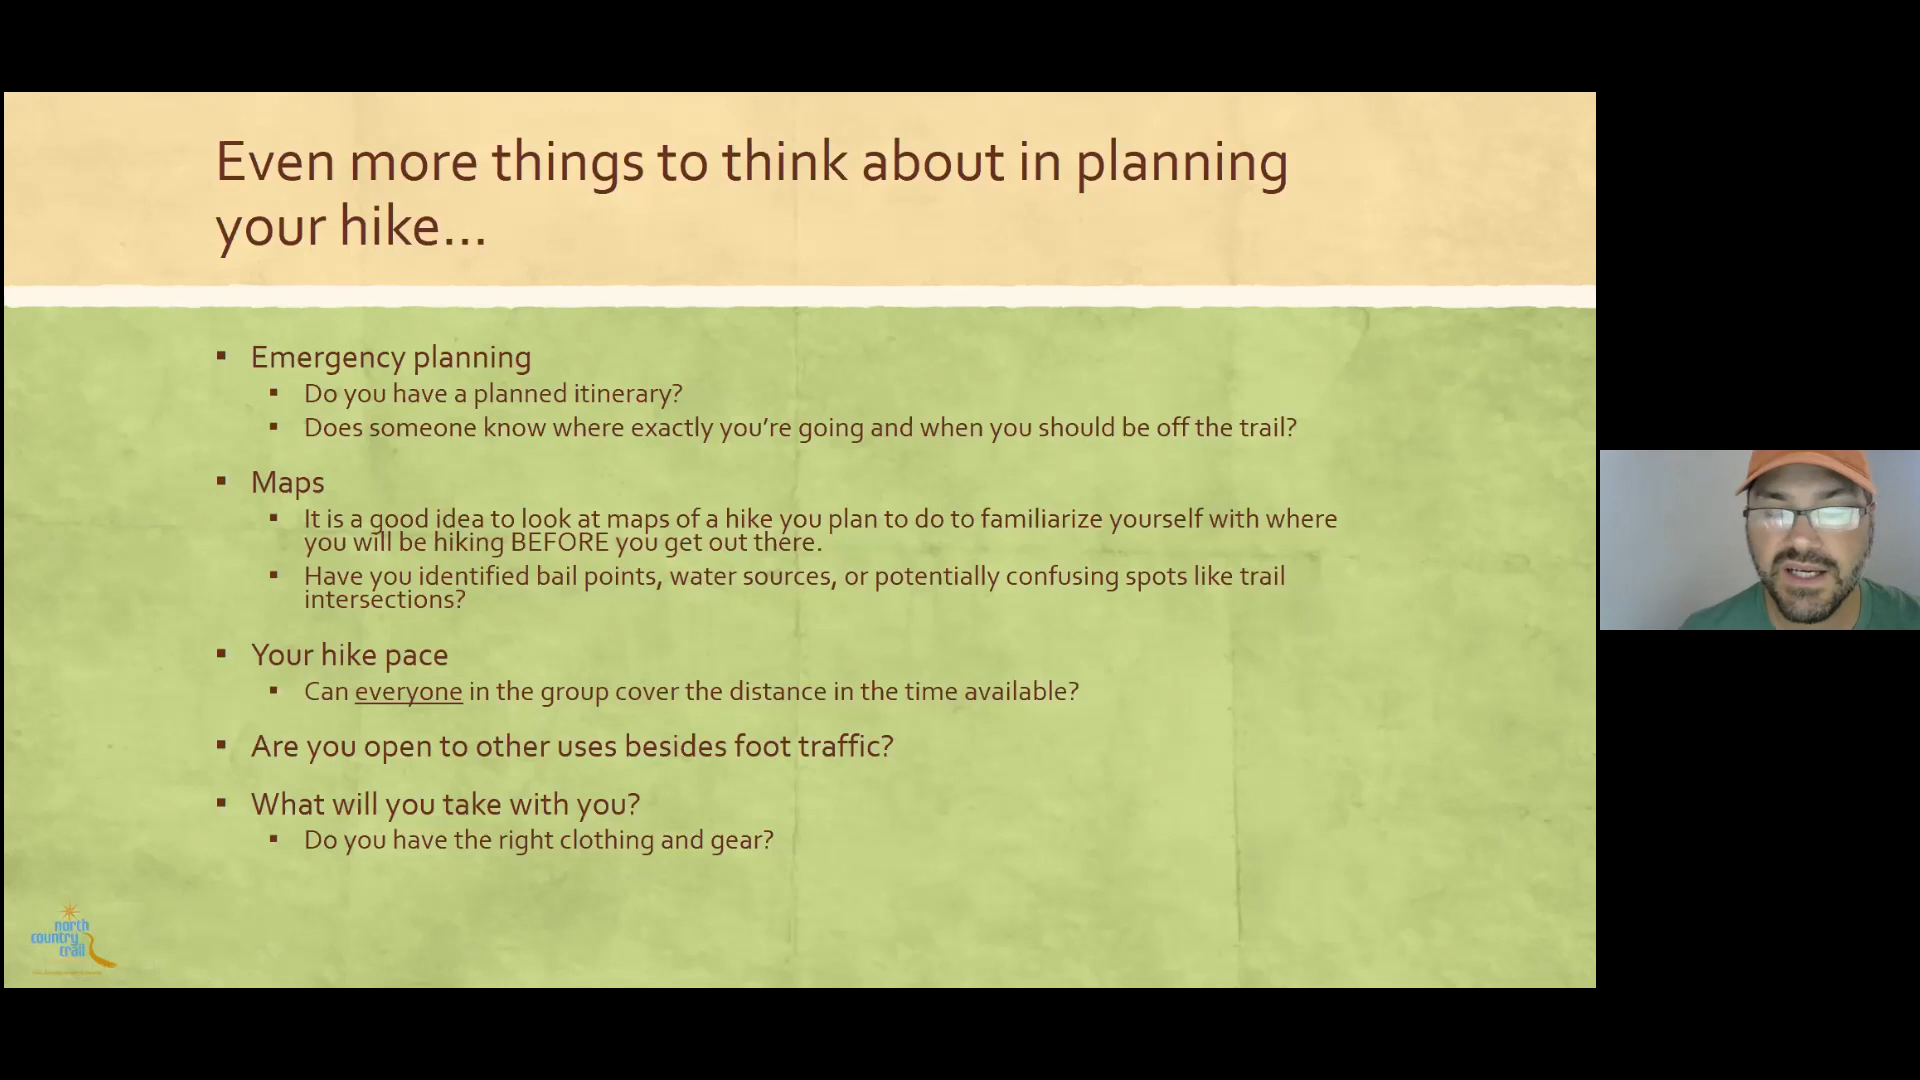 Even more things to think about in planning
your hike...
▪ Emergency planning
▪ Do you have a planned itinerary?
▪ Does someone know where exactly you're going and when you should be off the trail?
▪ Maps
▪ It is a good idea to look at maps of a hike you plan to do to familiarize yourself with where
you will be hiking BEFORE you get out there.
▪ Have you identified bail points, water sources, or potentially confusing spots like trail
intersections?
▪ Your hike pace
▪ Can everyone in the group cover the distance in the time available?
▪ Are you open to other uses besides foot traffic?
▪ What will you take with you?
▪ Do you have the right clothing and gear?
north
country
trail